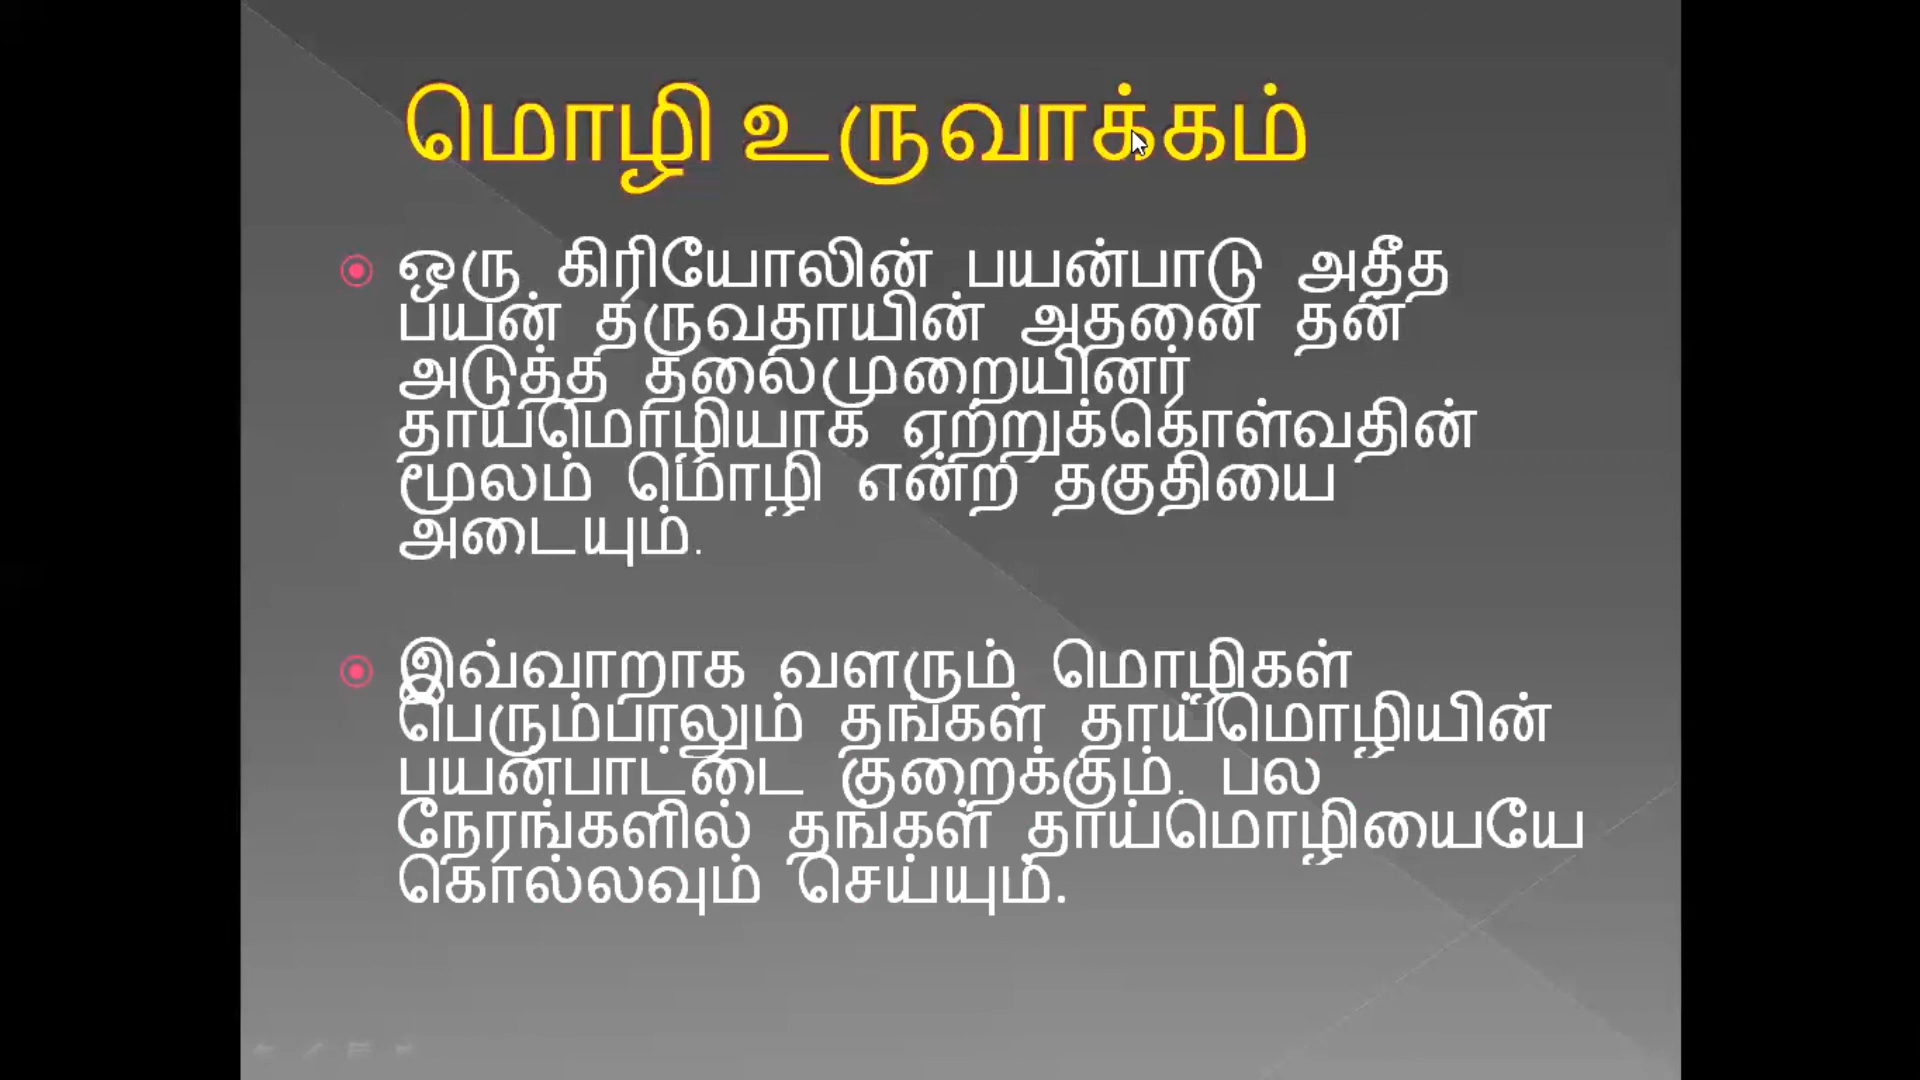 மொழி உருவாக்கம்
ஒரு கிரியோலின் பயன்பாடு அதீத
பயன் தருவதாயின் அதனை தன்
அடுத்த தலைமுறையினர்
தாய்மொழியாக ஏற்றுக்கொள்வதின்
மூலம் மொழி என்ற தகுதியை
அடையும்.
இவ்வாறாக வளரும் மொழிகள்
பெரும்பாலும் தங்கள் தாய்மொழியின்
பயன்பாட்டை குறைக்கும். பல
நேரங்களில் தங்கள் தாய்மொழியையே
கொல்லவும் செய்யும்.